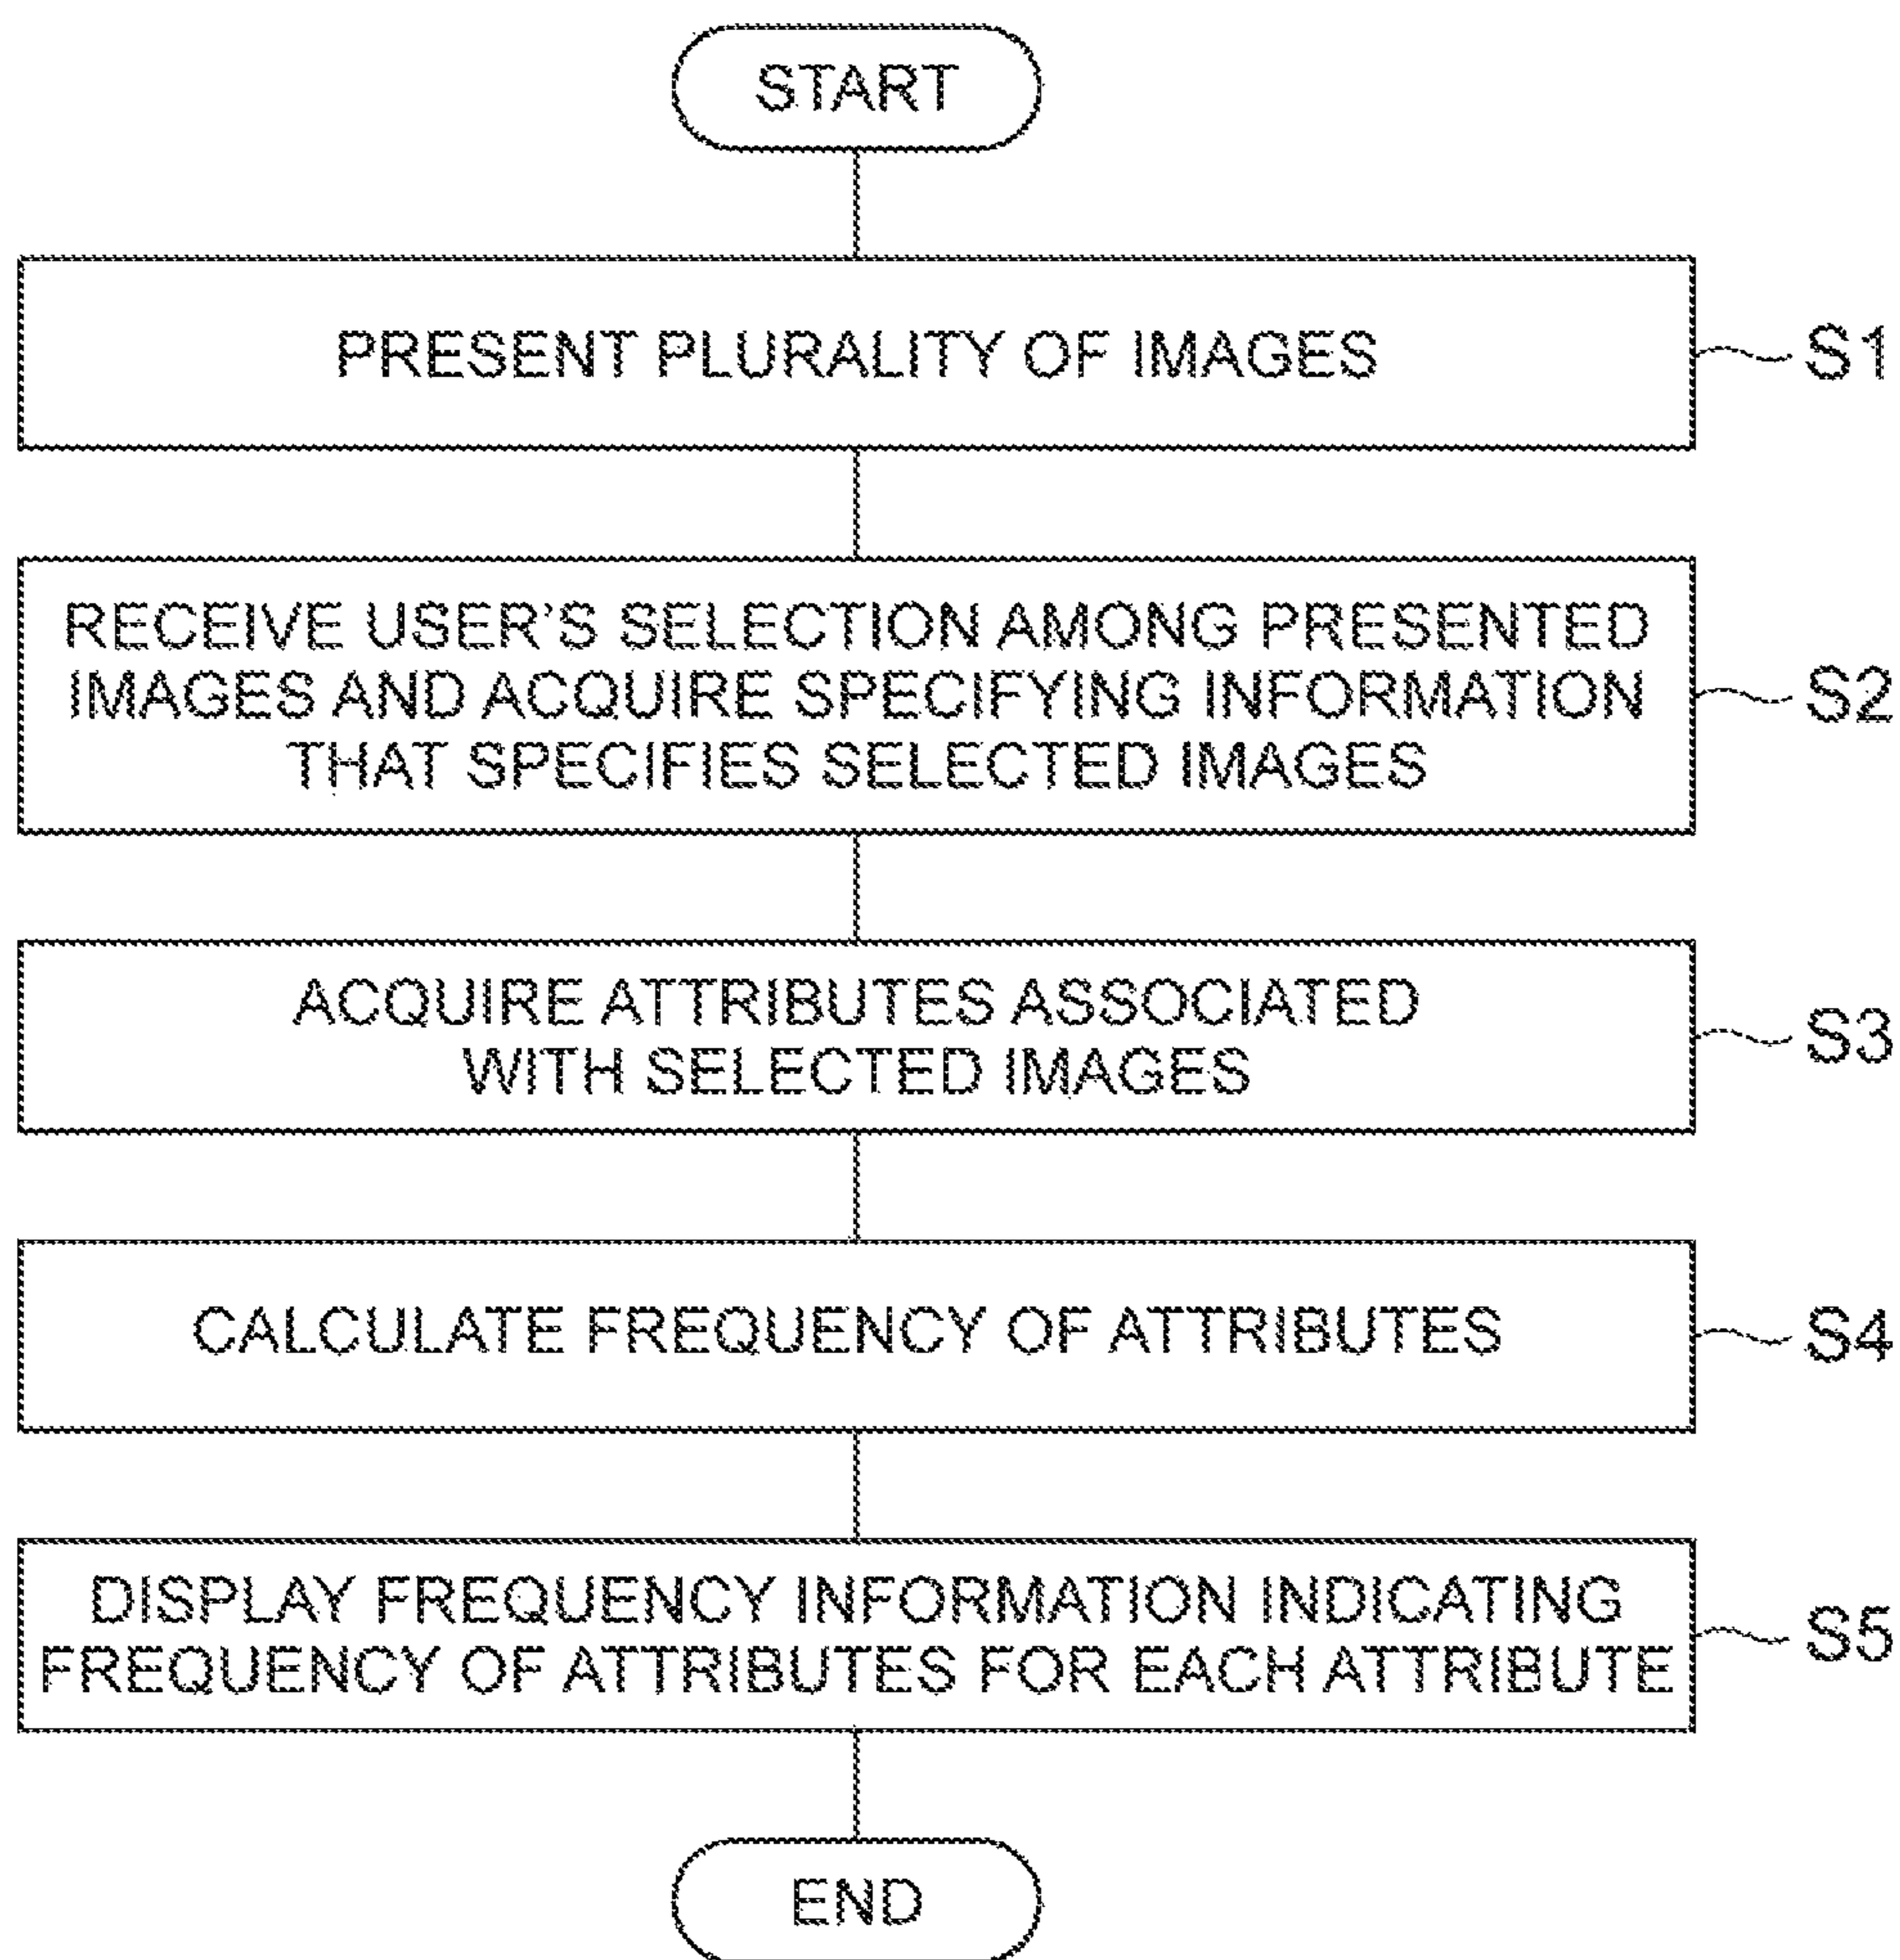 START
PRESENT PLURALITY OF IMAGES
S1
RECEIVE USER'S SELECTION AMONG PRESENTED
IMAGES AND ACQUIRE SPECIFYING INFORMATION
THAT SPECIFIES SELECTED IMAGES
S2
ACQUIRE ATTRIBUTES ASSOCIATED
WITH SELECTED IMAGES
S3
CALCULATE FREQUENCY OF ATTRIBUTES
S4
DISPLAY FREQUENCY INFORMATION INDICATING
FREQUENCY OF ATTRIBUTES FOR EACH ATTRIBUTE
S5
END